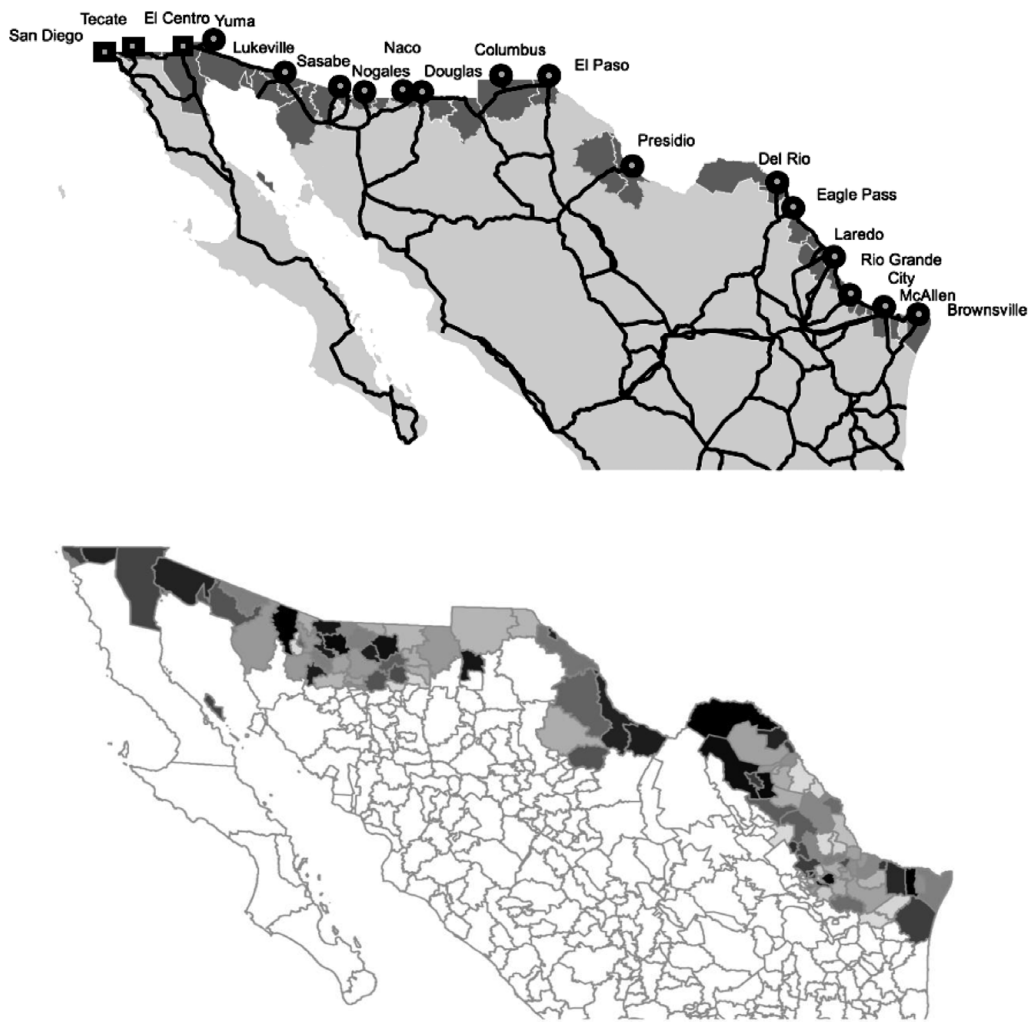 San Diego
Tecate
El Centro
Yuma
Lukeville
Sasabe
Nogales
Naco
Douglas
Columbus
El Paso
Presidio
Del Rio
Eagle Pass
Laredo
Rio Grande
City
McAllen
Brownsville